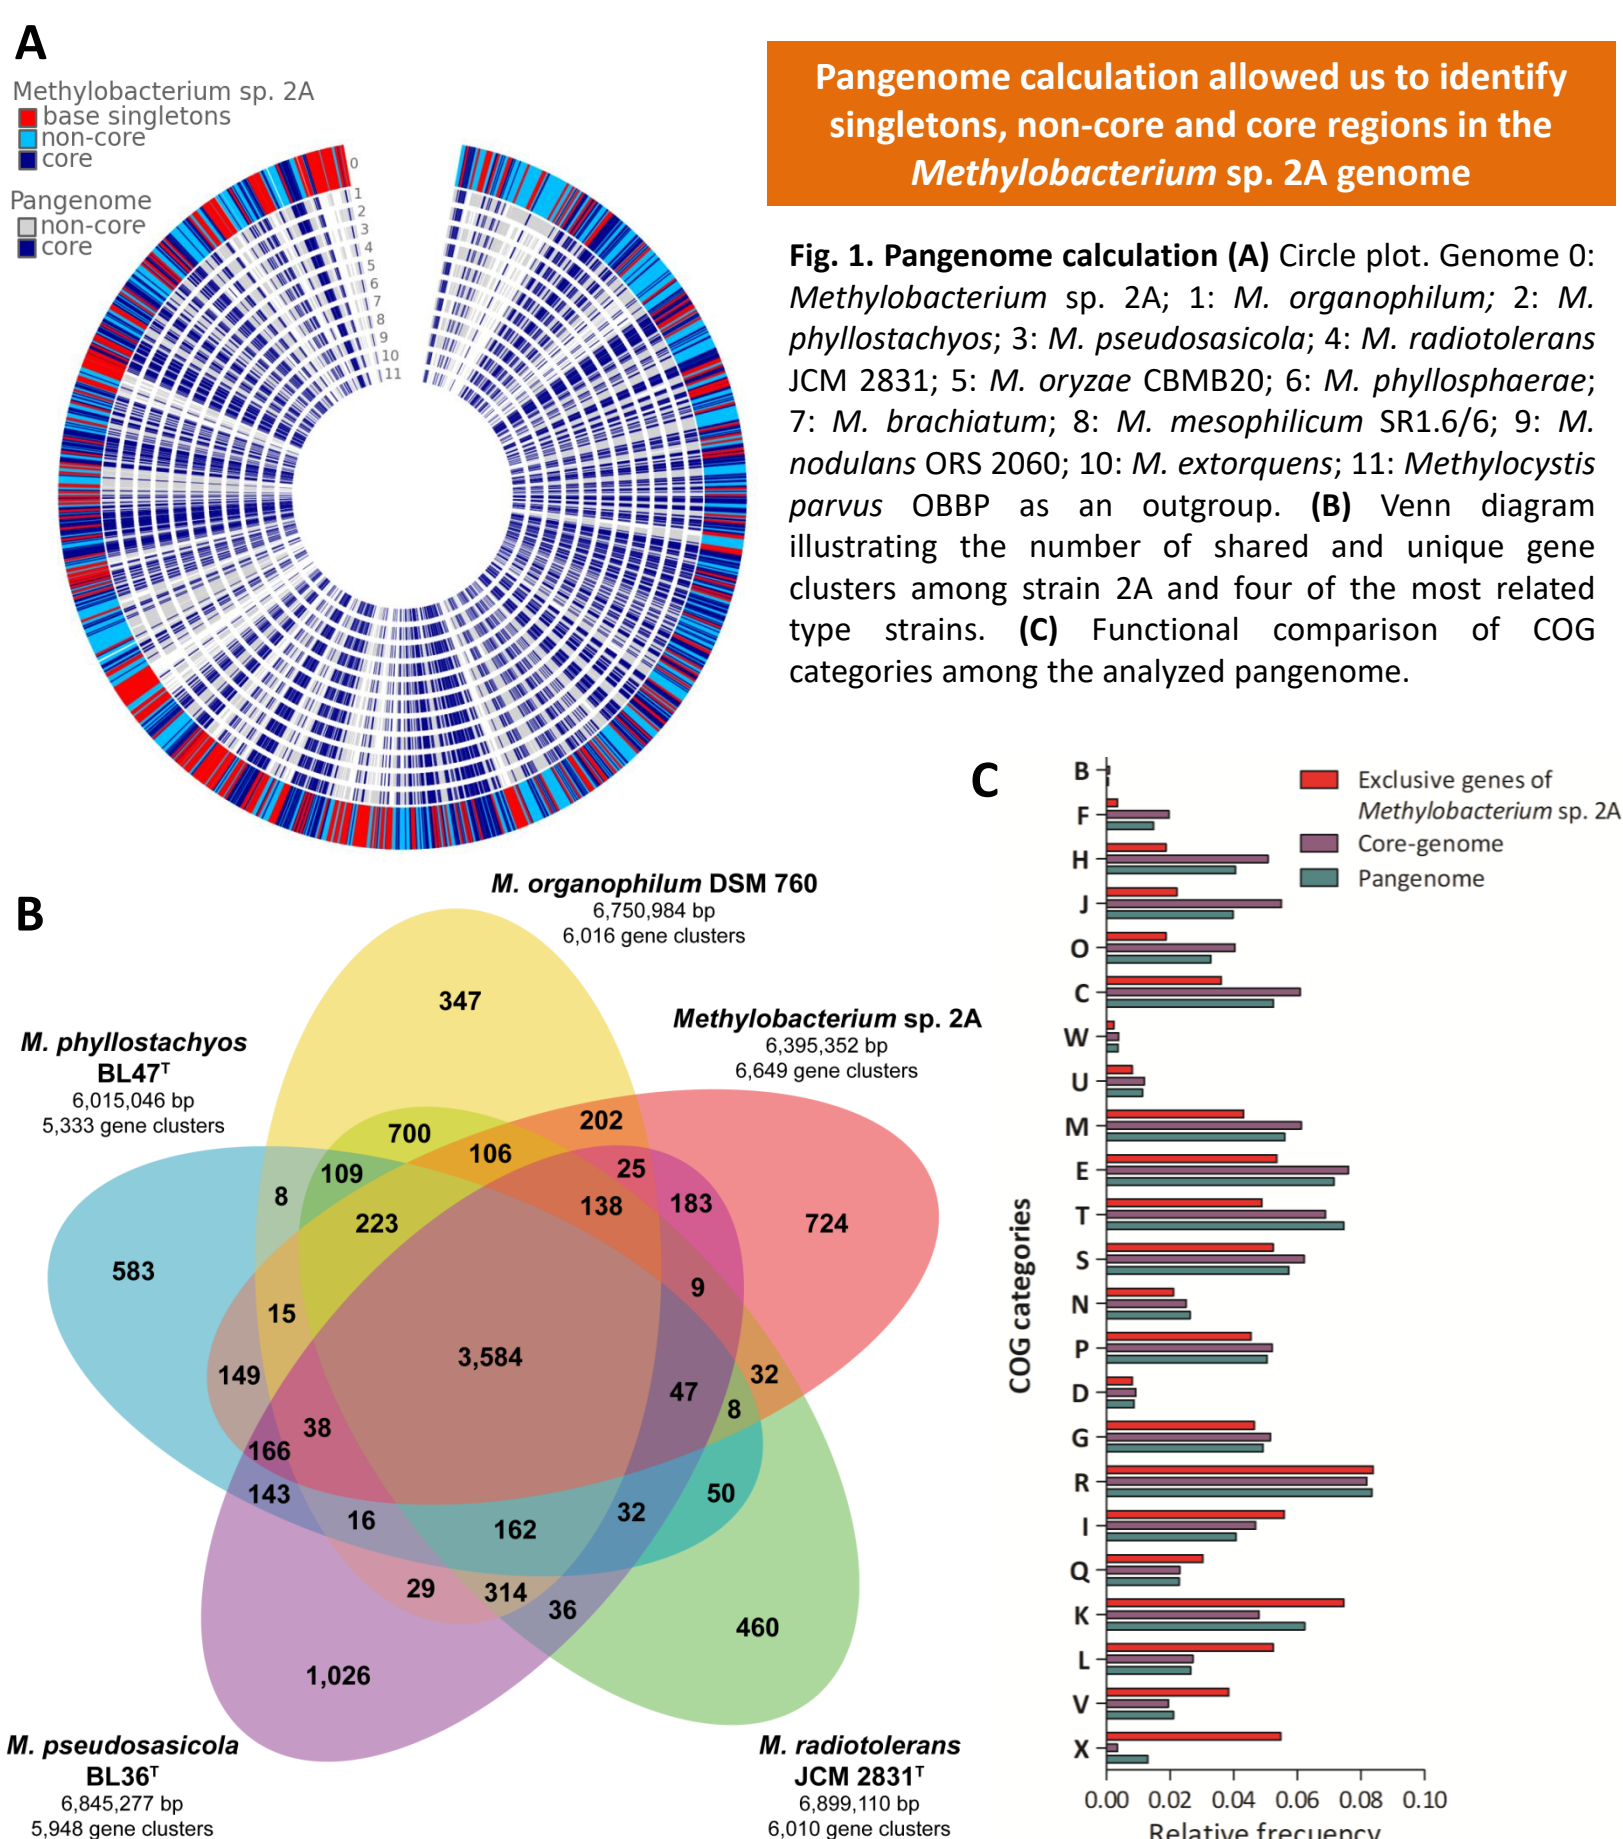 A
Methylobacterium sp. 2A
base singletons
non-core
core
Pangenome
non-core
core
0
1
2
3
4
5
6
7
8
9
10
11
Pangenome calculation allowed us to identify
singletons, non-core and core regions in the
Methylobacterium sp. 2A genome
Fig. 1. Pangenome calculation (A) Circle plot. Genome 0:
Methylobacterium sp. 2A; 1: M. organophilum; 2: M.
phyllostachyos; 3: M. pseudosasicola; 4: M. radiotolerans
JCM 2831; 5: M. oryzae CBMB20; 6: M. phyllosphaerae;
7: M. brachiatum; 8: M. mesophilicum SR1.6/6; 9: M.
nodulans ORS 2060; 10: M. extorquens; 11: Methylocystis
parvus OBBP as an outgroup. (B) Venn diagram
illustrating the number of shared and unique gene
clusters among strain 2A and four of the most related
type strains. (C) Functional comparison of COG
categories among the analyzed pangenome.
B
M. organophilum DSM 760
6,750,984 bp
6,016 gene clusters
Methylobacterium sp. 2A
6,395,352 bp
6,649 gene clusters
M. phyllostachyos
BL47T
6,015,046 bp
5,333 gene clusters
347
202
700
106
109
25
8
138
183
223
724
583
9
15
3,584
149
32
47
8
38
166
143
50
16
162
32
29
314
36
460
1,026
M. pseudosasicola
BL36T
6,845,277 bp
5,948 gene clusters
M. radiotolerans
JCM 2831T
6,899,110 bp
6,010 gene clusters
C
Exclusive genes of
Methylobacterium sp. 2A
Core-genome
Pangenome
COG categories
B
F
H
J
O
C
W
U
M
E
T
S
N
P
D
G
R
I
Q
K
L
V
X
0.00 0.02 0.04 0.06 0.08 0.10
Relative frecuency